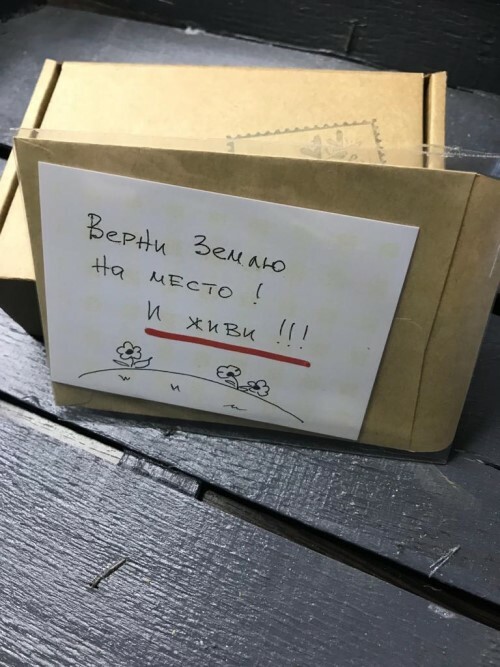 Верни Землю
на место !
И живи !!!